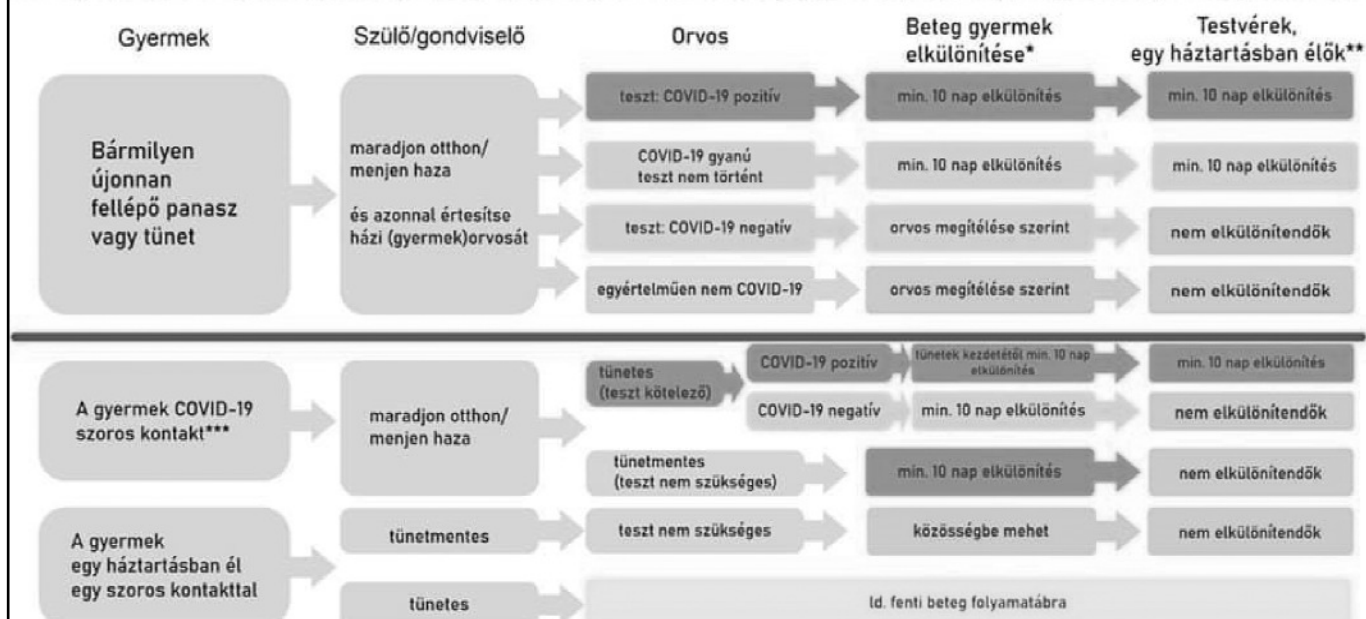 Gyermek
Szülő/gondviselő
Orvos
Beteg gyermek
elkülönítése*
Testvérek,
egy háztartásban élők**
Bármilyen
újonnan
fellépő panasz
vagy tünet
maradjon otthon/
menjen haza
és azonnal értesítse
házi (gyermek)orvosát
teszt: COVID-19 pozitív
min. 10 nap elkülönítés
min. 10 nap elkülönítés
COVID-19 gyanú
teszt nem történt
min. 10 nap elkülönítés
min. 10 nap elkülönítés
teszt: COVID-19 negatív
orvos megítélése szerint
nem elkülönítendők
egyértelműen nem COVID-19
orvos megítélése szerint
nem elkülönítendők
A gyermek COVID-19
szoros kontakt***
maradjon otthon/
menjen haza
tünetes
(teszt kötelező)
COVID-19 pozitív
tünetek kezdetétől min. 10 nap
elkülönítés
min. 10 nap elkülönítés
COVID-19 negatív
min. 10 nap elkülönítés
nem elkülönítendők
tünetmentes
(teszt nem szükséges)
min. 10 nap elkülönítés
nem elkülönítendők
A gyermek
egy háztartásban él
egy szoros kontakttal
tünetmentes
teszt nem szükséges
közösségbe mehet
nem elkülönítendők
tünetes
ld. fenti beteg folyamatábra